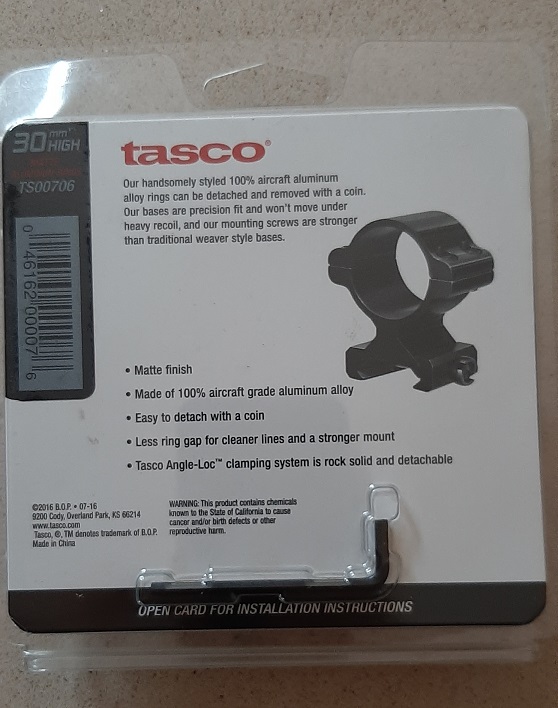 30 mm HIGH
TS00706
0 46162 00007 6
tasco®
Our handsomely styled 100% aircraft aluminum
alloy rings can be detached and removed with a coin.
Our bases are precision fit and won't move under
heavy recoil, and our mounting screws are stronger
than traditional weaver style bases.
• Matte finish
• Made of 100% aircraft grade aluminum alloy
• Easy to detach with a coin
• Less ring gap for cleaner lines and a stronger mount
• Tasco Angle-Loc™ clamping system is rock solid and detachable
©2016 B.O.P. • 07-16
9200 Cody, Overland Park, KS 66214
www.tasco.com
Tasco, ®, TM denotes trademark of B.O.P.
Made in China
WARNING: This product contains chemicals
known to the State of California to cause
cancer and/or birth defects or other
reproductive harm.
OPEN CARD FOR INSTALLATION INSTRUCTIONS